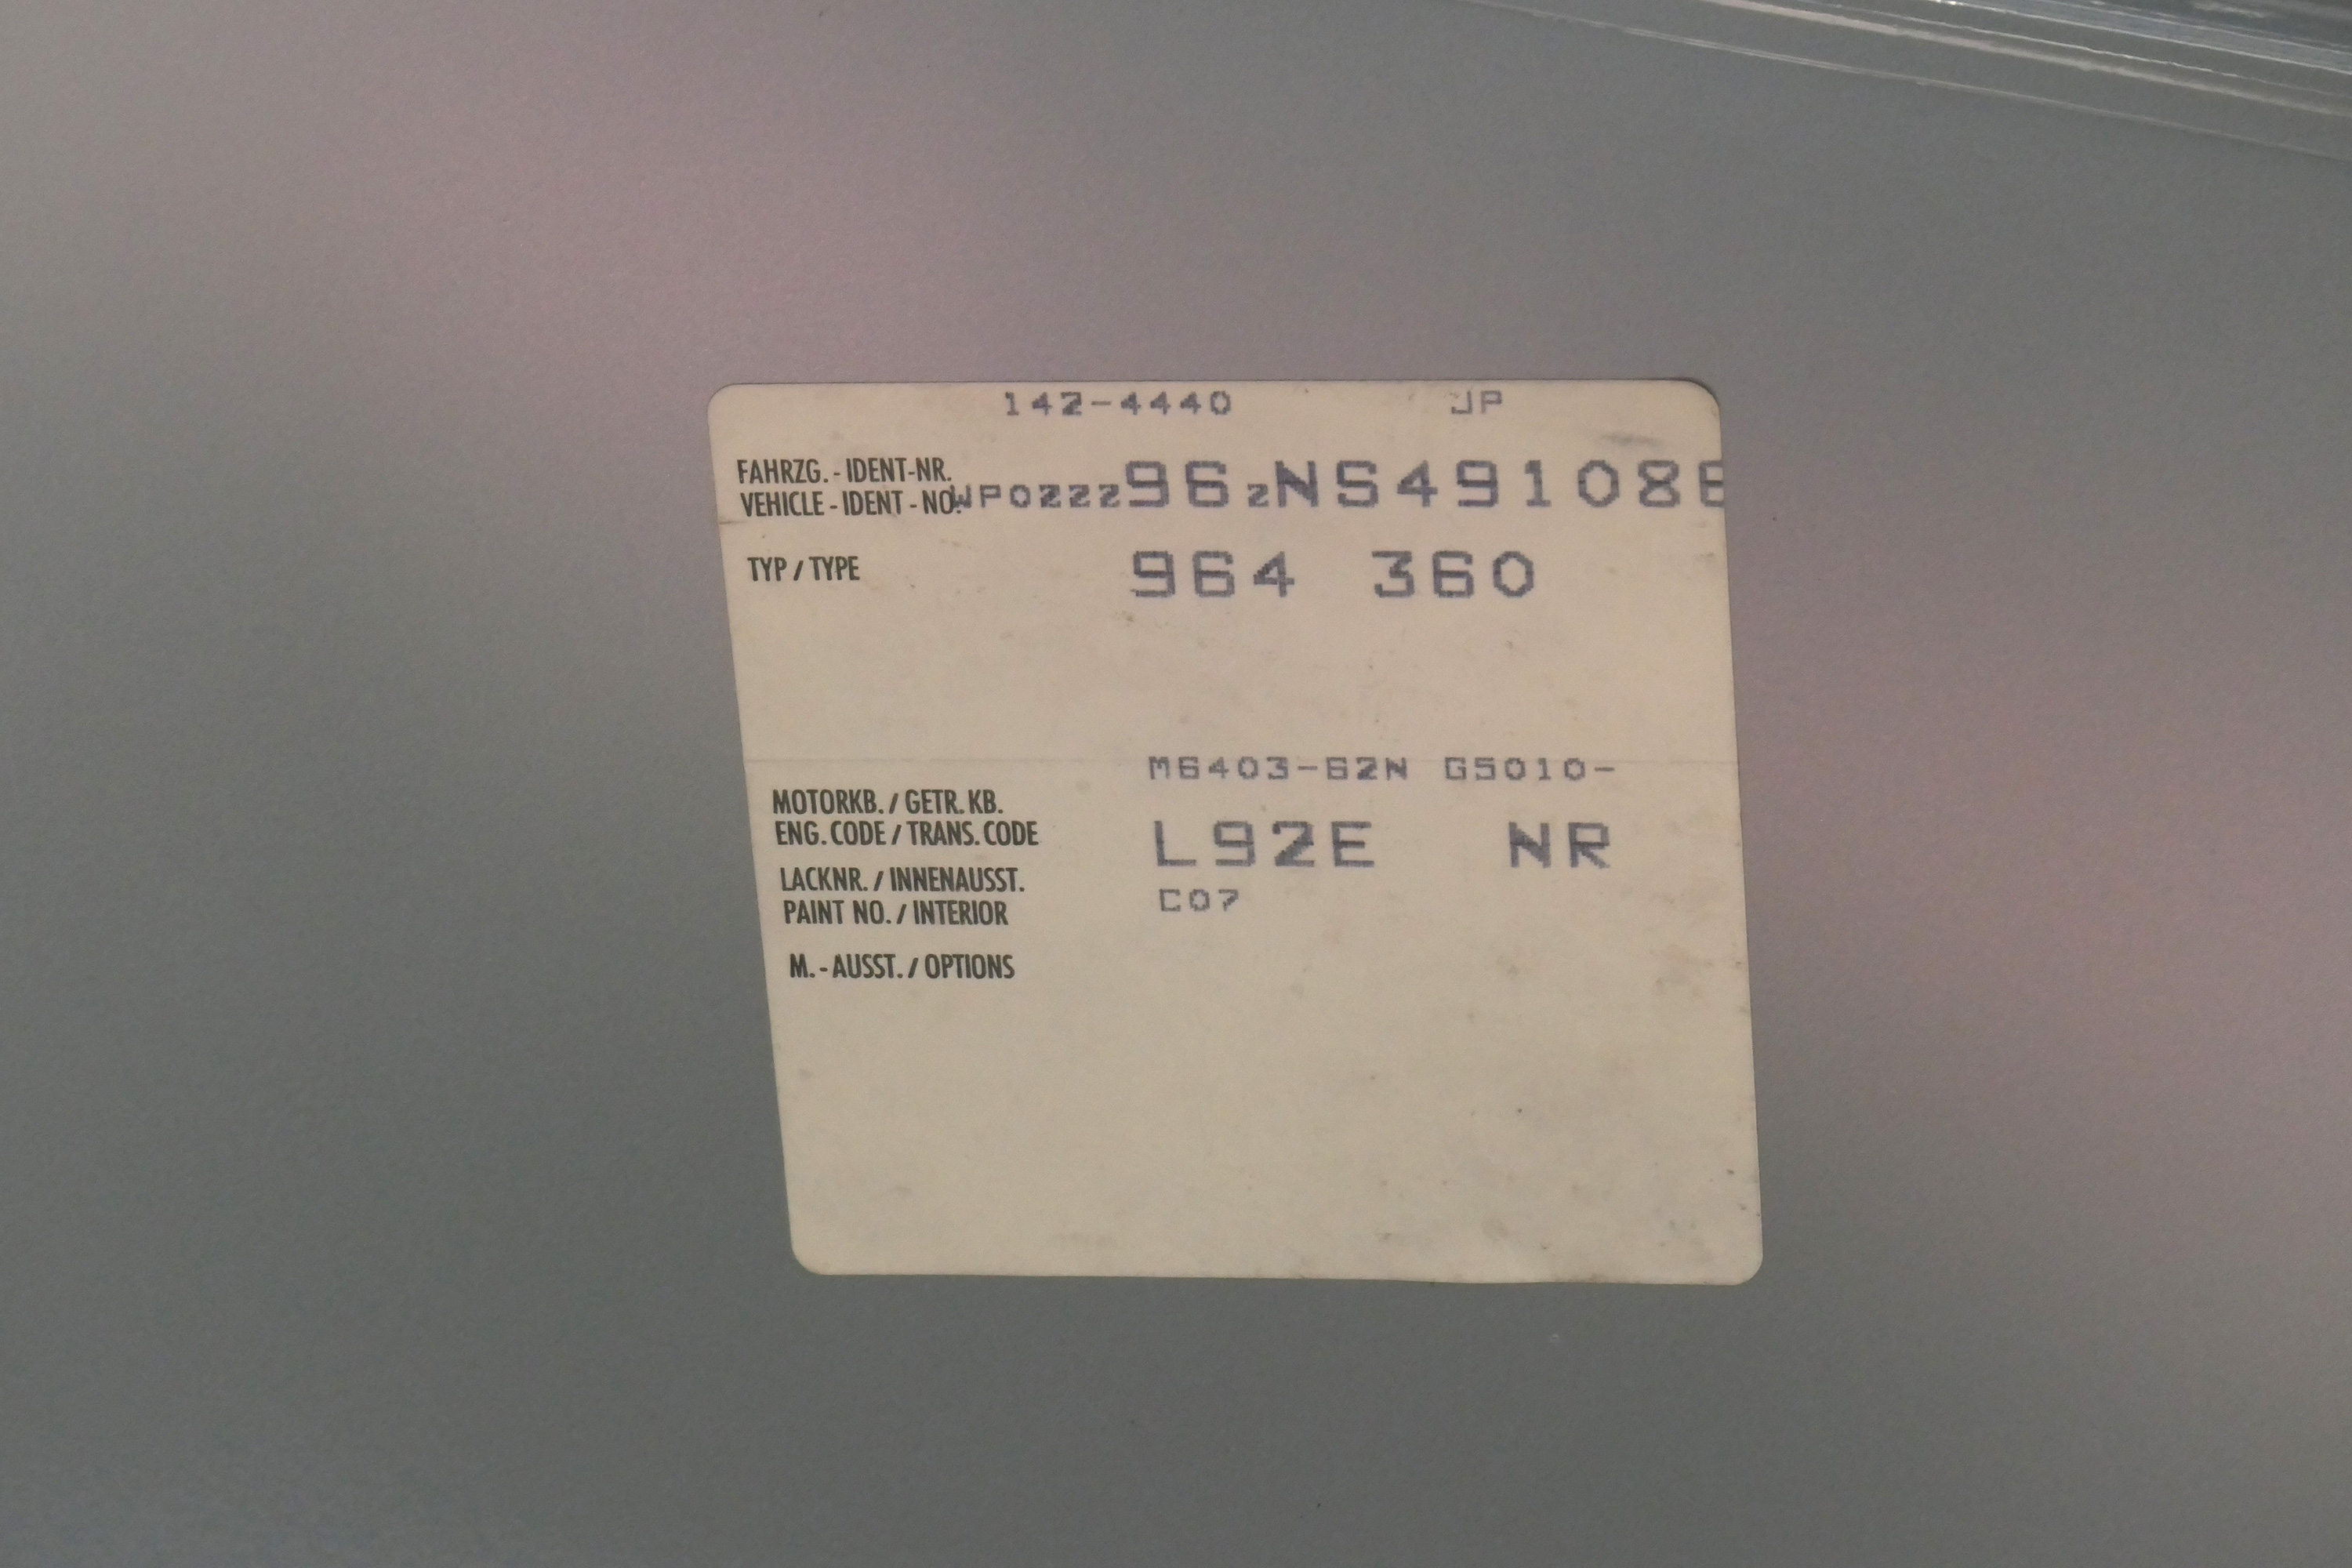 142-4440 JP
FAHRZG. - IDENT-NR.
VEHICLE - IDENT - NO. WP0ZZZ96ZNS49108
TYP / TYPE 964 360
M6403-62N G5010-
MOTORKB. / GETR. KB.
ENG. CODE / TRANS. CODE L92E NR
LACKNR. / INNENAUSST.
PAINT NO. / INTERIOR C07
M. - AUSST. / OPTIONS